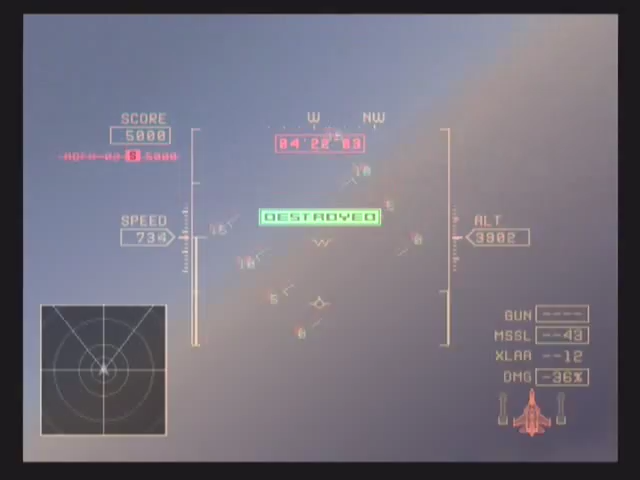 W NW
SCORE
5000
04'22"83
5000
10
5
DESTROYED
SPEED
734
15
0
ALT
3902
10
5
0
GUN ----
MSSL --43
XLAA --12
DMG -36%